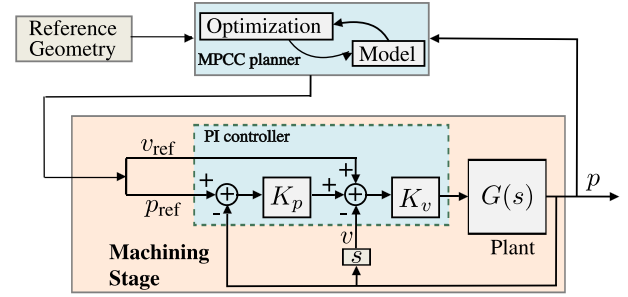 Reference
Geometry
Optimization
Model
MPCC planner
PI controller
v_ref
+
+
p_ref
+
-
K_p
+
-
K_v
G(s)
p
v
s
Plant
Machining
Stage